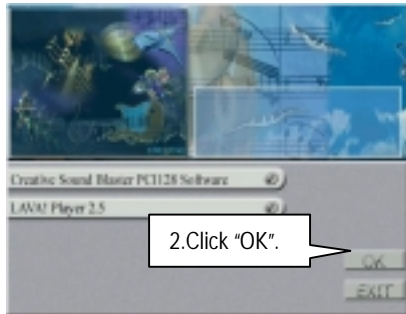 Creative Sound Blaster PCI128 Software
LAVA! Player 2.5
2.Click "OK".
OK
EXIT